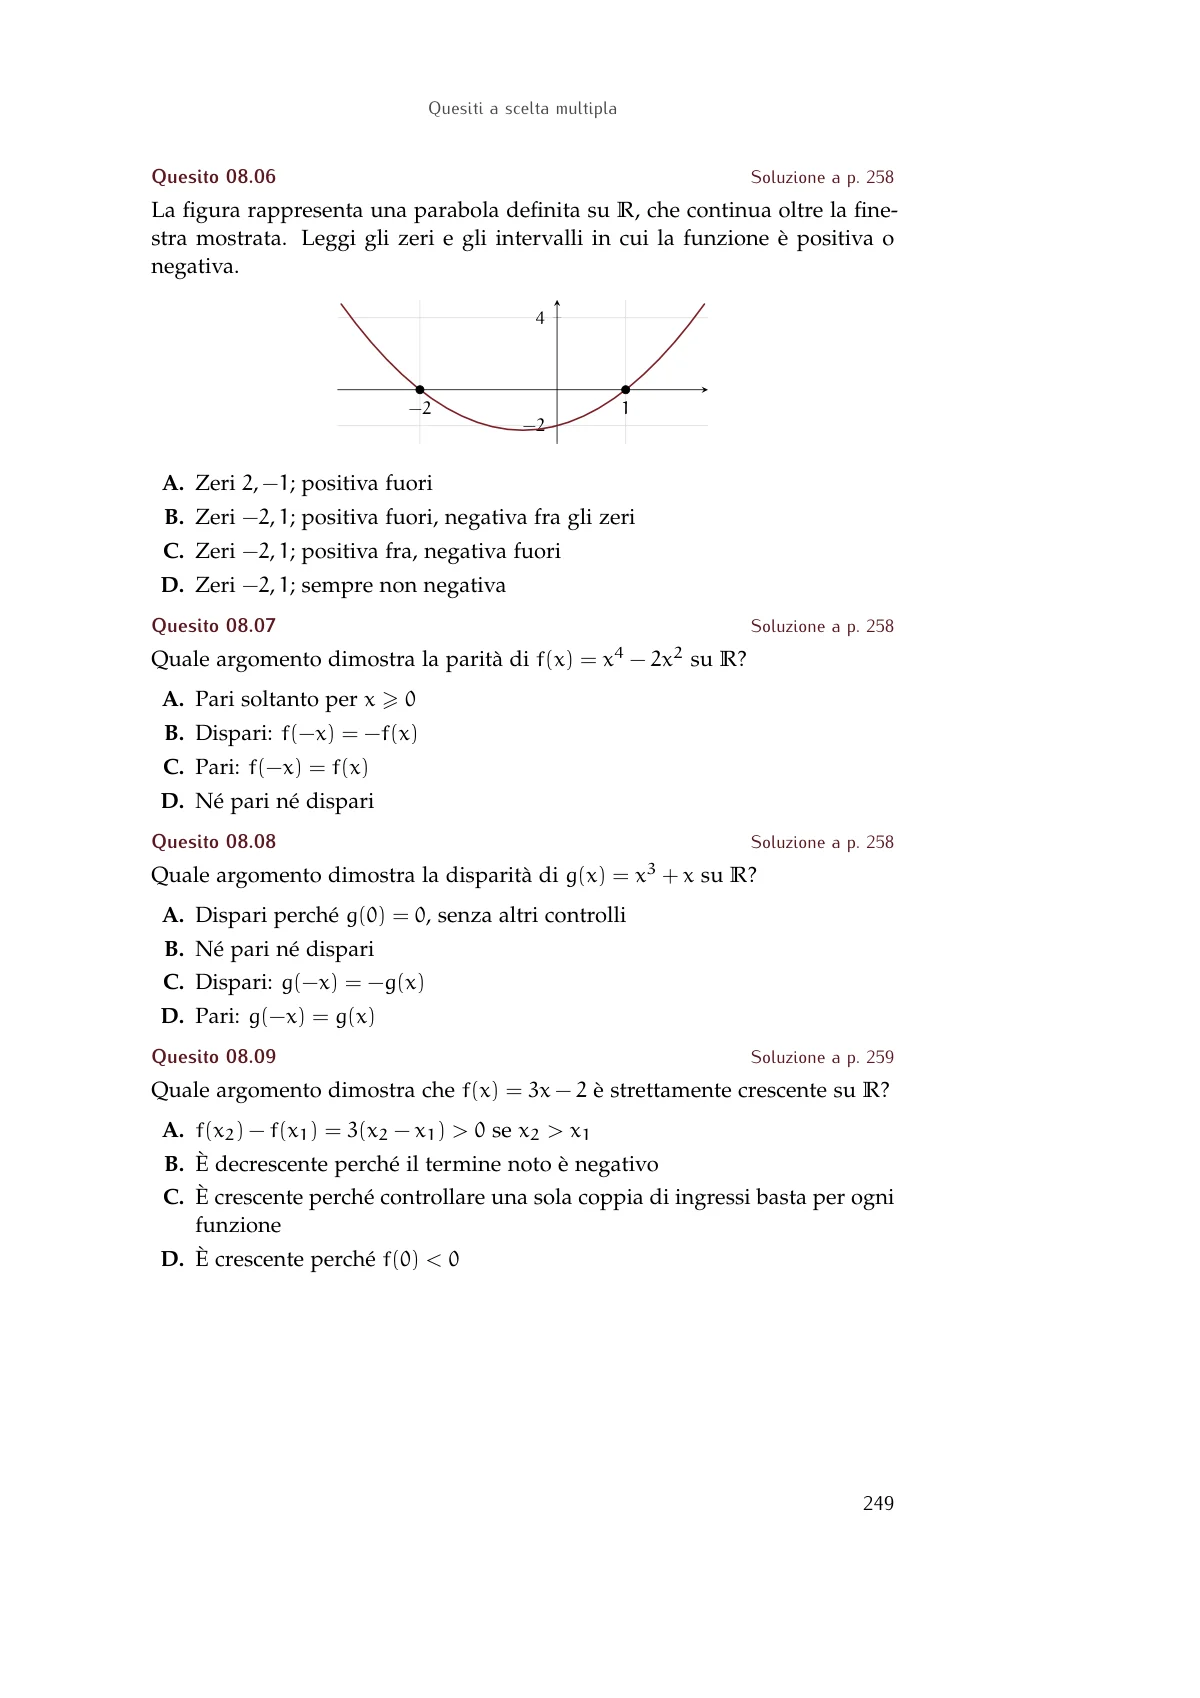 Quesiti a scelta multipla
Quesito 08.06 Soluzione a p. 258
La figura rappresenta una parabola definita su ℝ, che continua oltre la fine-
stra mostrata. Leggi gli zeri e gli intervalli in cui la funzione è positiva o
negativa.
4
−2 1
−2
A. Zeri 2, −1; positiva fuori
B. Zeri −2, 1; positiva fuori, negativa fra gli zeri
C. Zeri −2, 1; positiva fra, negativa fuori
D. Zeri −2, 1; sempre non negativa
Quesito 08.07 Soluzione a p. 258
Quale argomento dimostra la parità di f(x) = x⁴ − 2x² su ℝ?
A. Pari soltanto per x ⩾ 0
B. Dispari: f(−x) = −f(x)
C. Pari: f(−x) = f(x)
D. Né pari né dispari
Quesito 08.08 Soluzione a p. 258
Quale argomento dimostra la disparità di g(x) = x³ + x su ℝ?
A. Dispari perché g(0) = 0, senza altri controlli
B. Né pari né dispari
C. Dispari: g(−x) = −g(x)
D. Pari: g(−x) = g(x)
Quesito 08.09 Soluzione a p. 259
Quale argomento dimostra che f(x) = 3x − 2 è strettamente crescente su ℝ?
A. f(x₂) − f(x₁) = 3(x₂ − x₁) > 0 se x₂ > x₁
B. È decrescente perché il termine noto è negativo
C. È crescente perché controllare una sola coppia di ingressi basta per ogni
funzione
D. È crescente perché f(0) < 0
249